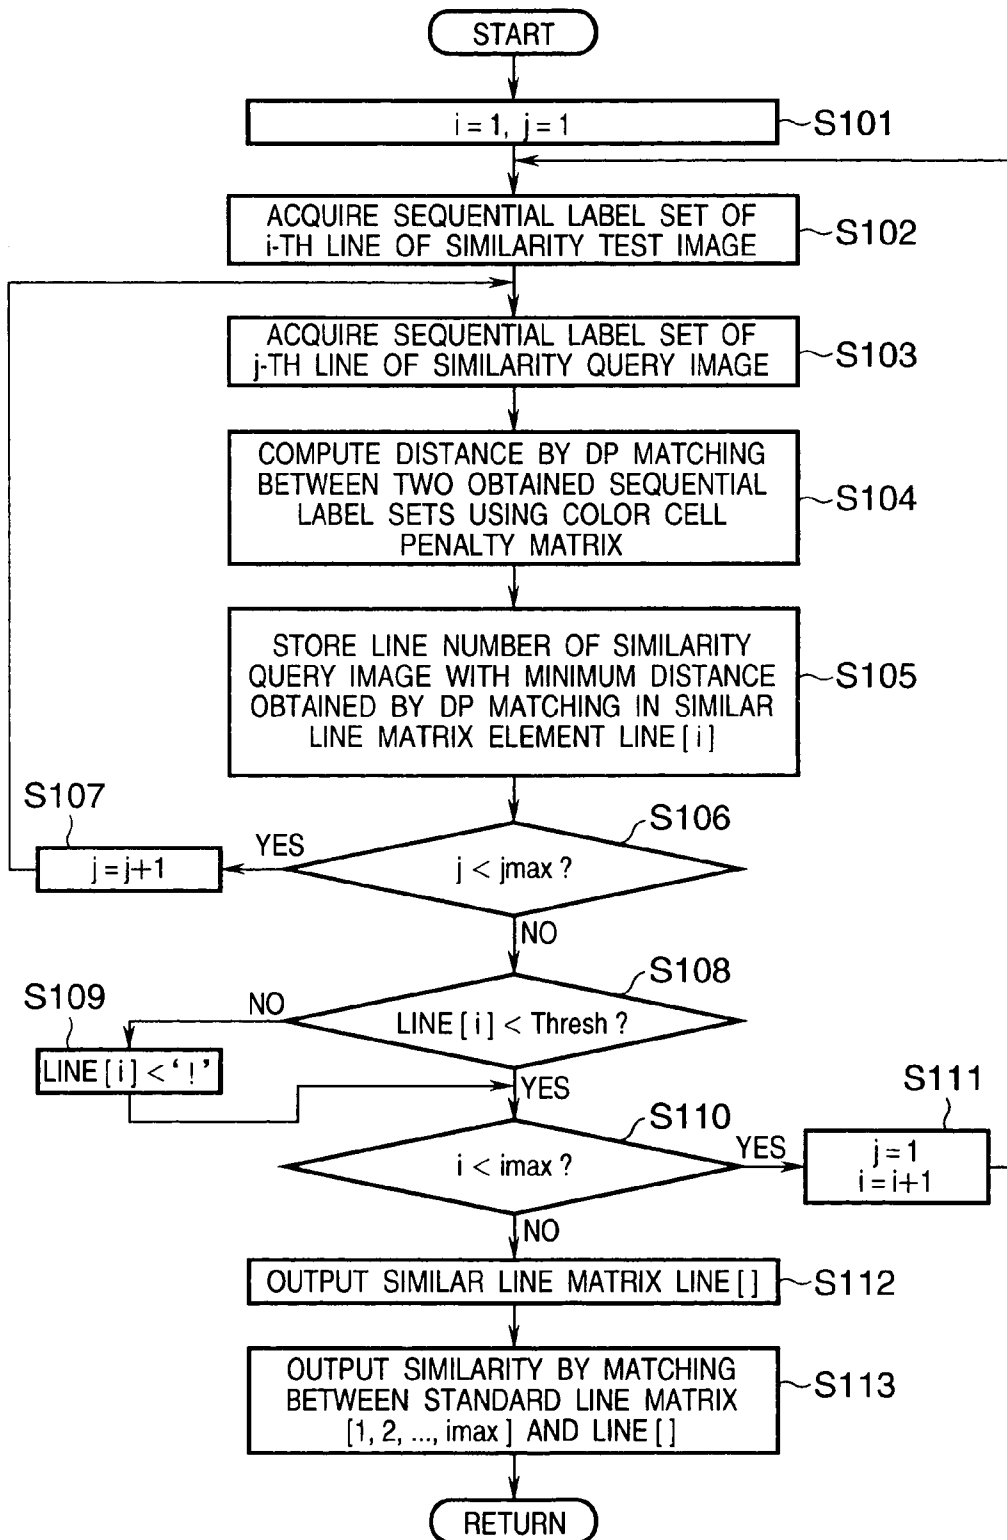 START
i = 1, j = 1
S101
ACQUIRE SEQUENTIAL LABEL SET OF
i-TH LINE OF SIMILARITY TEST IMAGE
S102
ACQUIRE SEQUENTIAL LABEL SET OF
j-TH LINE OF SIMILARITY QUERY IMAGE
S103
COMPUTE DISTANCE BY DP MATCHING
BETWEEN TWO OBTAINED SEQUENTIAL
LABEL SETS USING COLOR CELL
PENALTY MATRIX
S104
STORE LINE NUMBER OF SIMILARITY
QUERY IMAGE WITH MINIMUM DISTANCE
OBTAINED BY DP MATCHING IN SIMILAR
LINE MATRIX ELEMENT LINE [ i ]
S105
S107
j = j+1
YES
S106
j < jmax ?
NO
S108
LINE [ i ] < Thresh ?
NO
S109
LINE [ i ] < ‘ ! ’
YES
S110
i < imax ?
YES
S111
j = 1
i = i+1
NO
OUTPUT SIMILAR LINE MATRIX LINE [ ]
S112
OUTPUT SIMILARITY BY MATCHING
BETWEEN STANDARD LINE MATRIX
[1, 2, ..., imax ] AND LINE [ ]
S113
RETURN